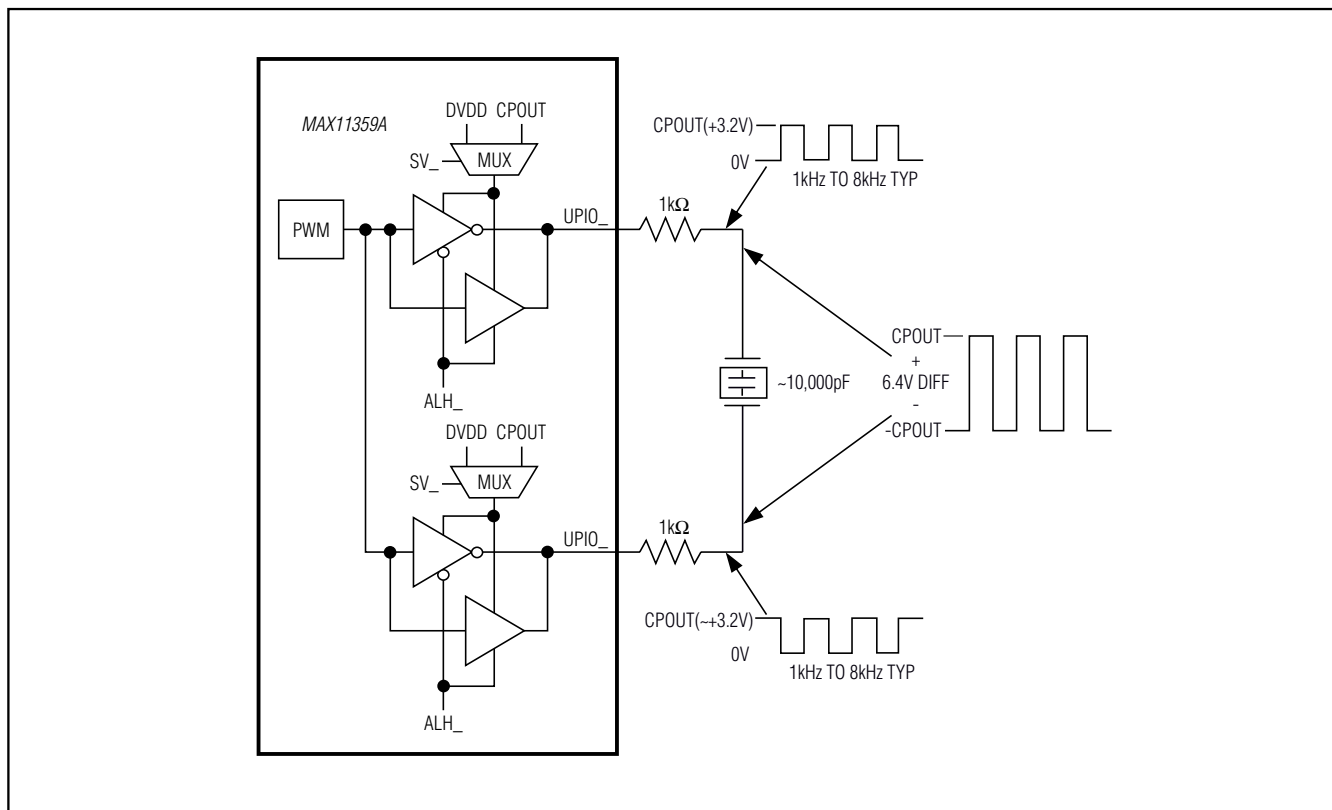 MAX11359A
DVDD CPOUT
SV_
MUX
PWM
UPIO_
1kΩ
ALH_
CPOUT(+3.2V)
0V
1kHz TO 8kHz TYP
CPOUT
+
6.4V DIFF
-
-CPOUT
~10,000pF
DVDD CPOUT
SV_
MUX
UPIO_
1kΩ
ALH_
CPOUT(~+3.2V)
0V
1kHz TO 8kHz TYP